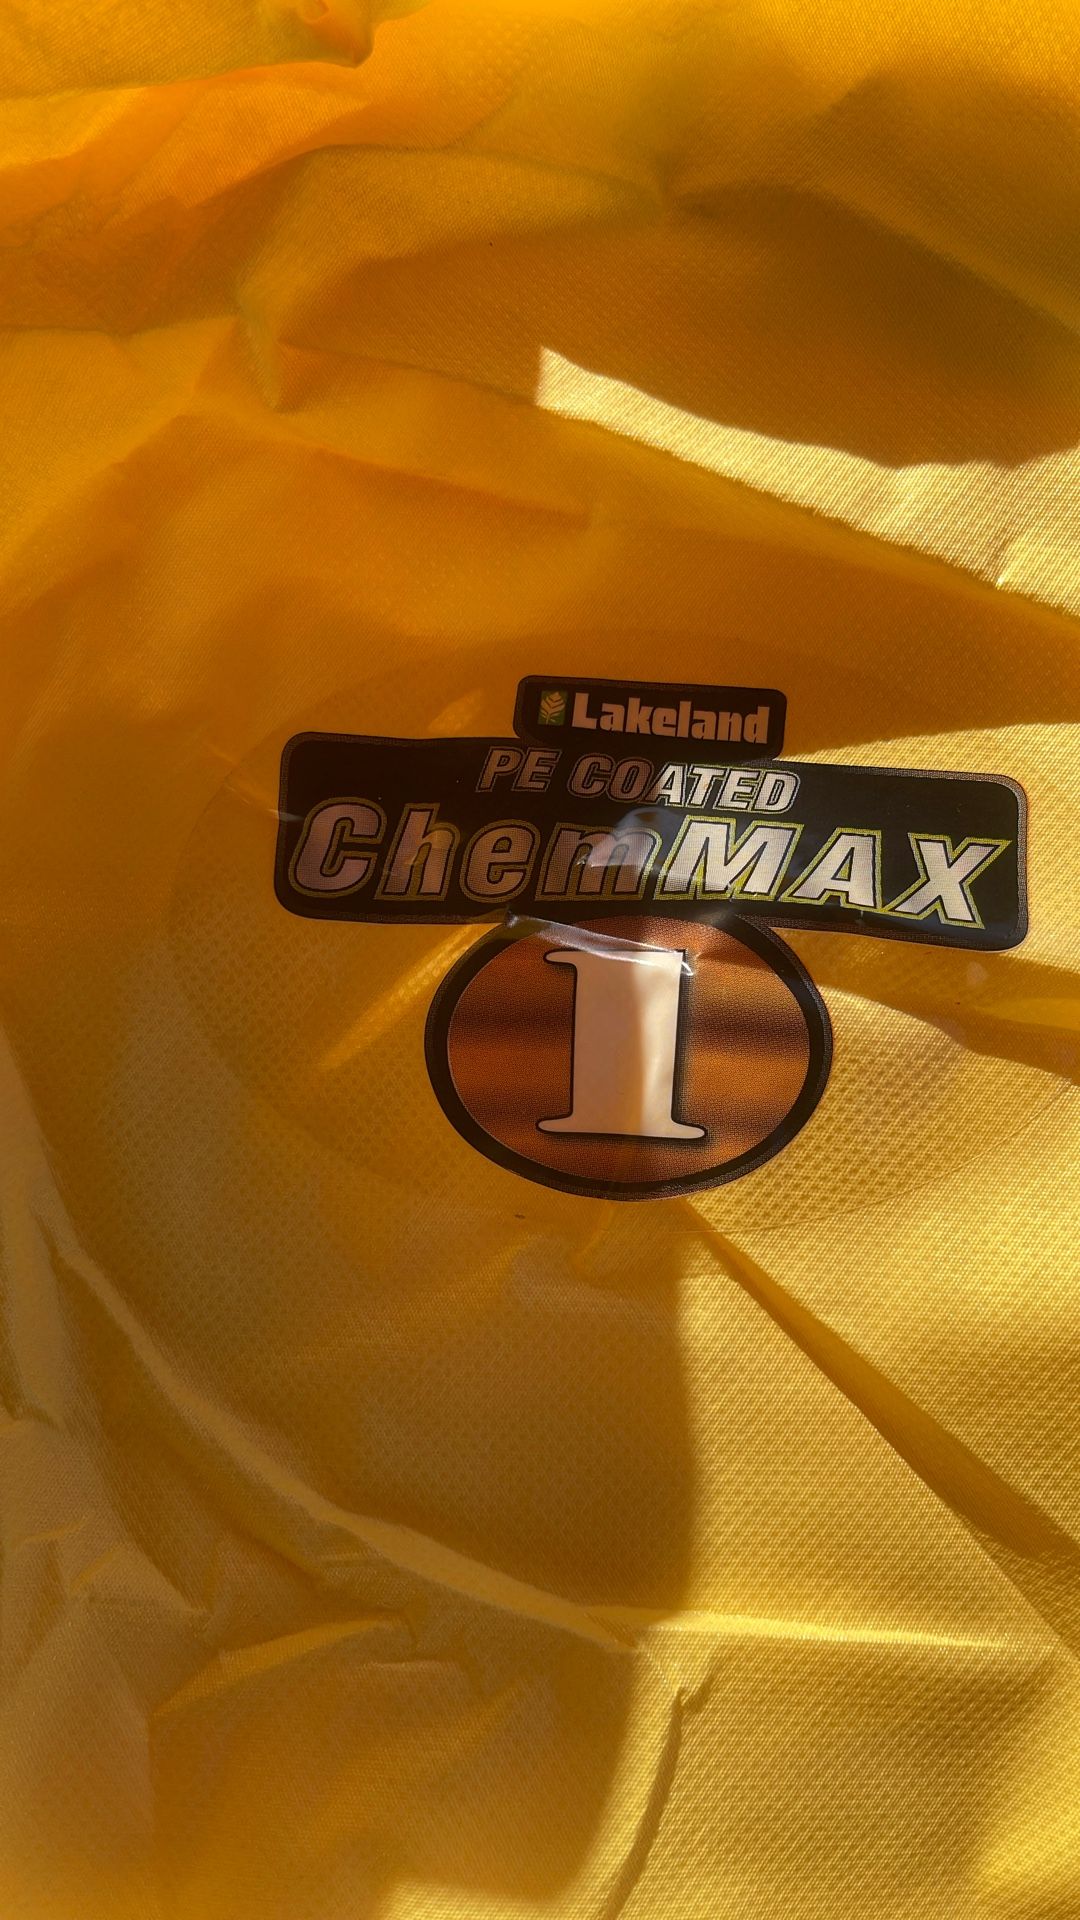 Lakeland
PE COATED
ChemMAX
1